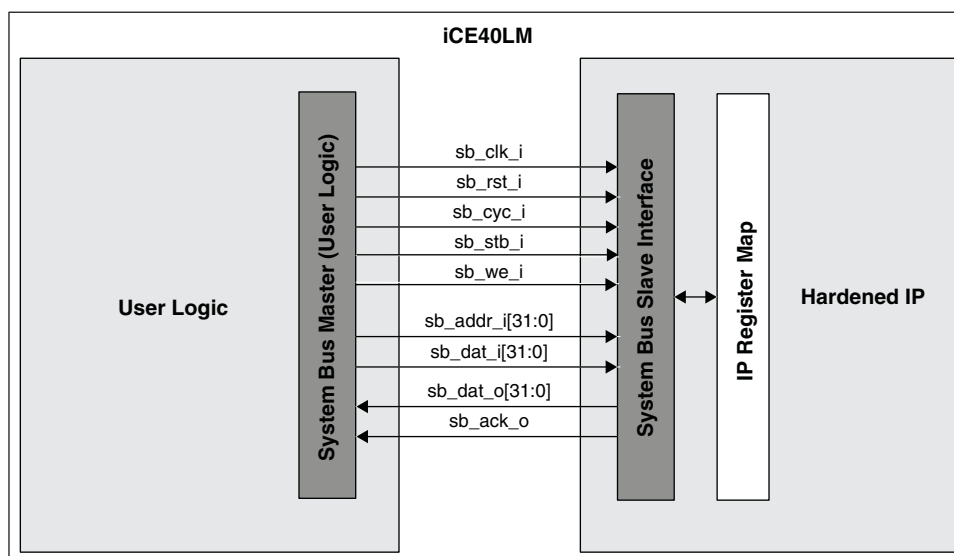 iCE40LM
User Logic
System Bus Master (User Logic)
sb_clk_i
sb_rst_i
sb_cyc_i
sb_stb_i
sb_we_i
sb_addr_i[31:0]
sb_dat_i[31:0]
sb_dat_o[31:0]
sb_ack_o
System Bus Slave Interface
IP Register Map
Hardened IP